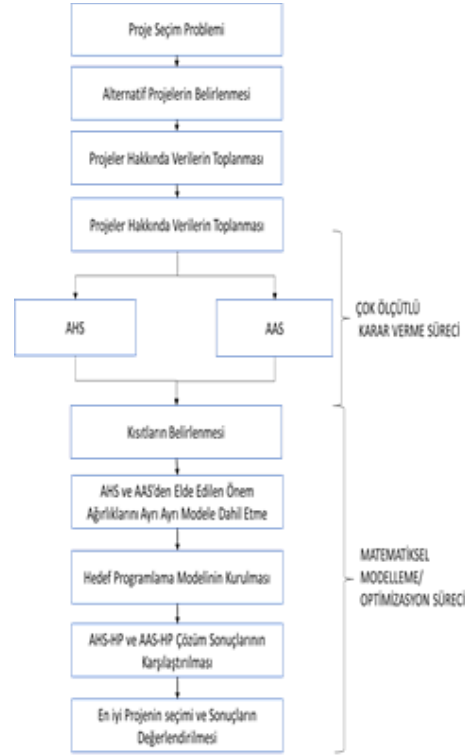 Proje Seçim Problemi
Alternatif Projelerin Belirlenmesi
Projeler Hakkında Verilerin Toplanması
Projeler Hakkında Verilerin Toplanması
AHS
AAS
ÇOK ÖLÇÜTLÜ
KARAR VERME SÜRECİ
Kısıtların Belirlenmesi
AHS ve AAS'den Elde Edilen Önem
Ağırlıklarını Ayrı Ayrı Modele Dahil Etme
Hedef Programlama Modelinin Kurulması
AHS-HP ve AAS-HP Çözüm Sonuçlarının
Karşılaştırılması
En iyi Projenin seçimi ve Sonuçların
Değerlendirilmesi
MATEMATİKSEL
MODELLEME/
OPTİMİZASYON SÜRECİ